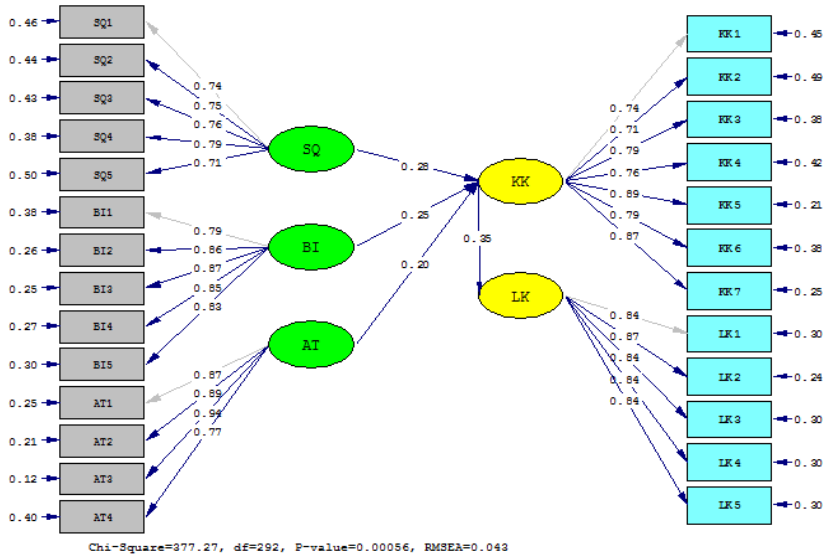 0.46 SQ1
0.44 SQ2
0.43 SQ3
0.38 SQ4
0.50 SQ5
0.38 BI1
0.26 BI2
0.25 BI3
0.27 BI4
0.30 BI5
0.25 AT1
0.21 AT2
0.12 AT3
0.40 AT4
0.74
0.75
0.76
0.79
0.71
SQ
0.79
0.86
0.87
0.85
0.83
BI
0.87
0.89
0.94
0.77
AT
0.28
0.25
0.20
KK
0.35
LK
0.74
0.71
0.79
0.76
0.89
0.79
0.87
0.84
0.87
0.84
0.84
0.84
KK1 0.45
KK2 0.49
KK3 0.38
KK4 0.42
KK5 0.21
KK6 0.38
KK7 0.25
LK1 0.30
LK2 0.24
LK3 0.30
LK4 0.30
LK5 0.30
Chi-Square=377.27, df=292, P-value=0.00056, RMSEA=0.043